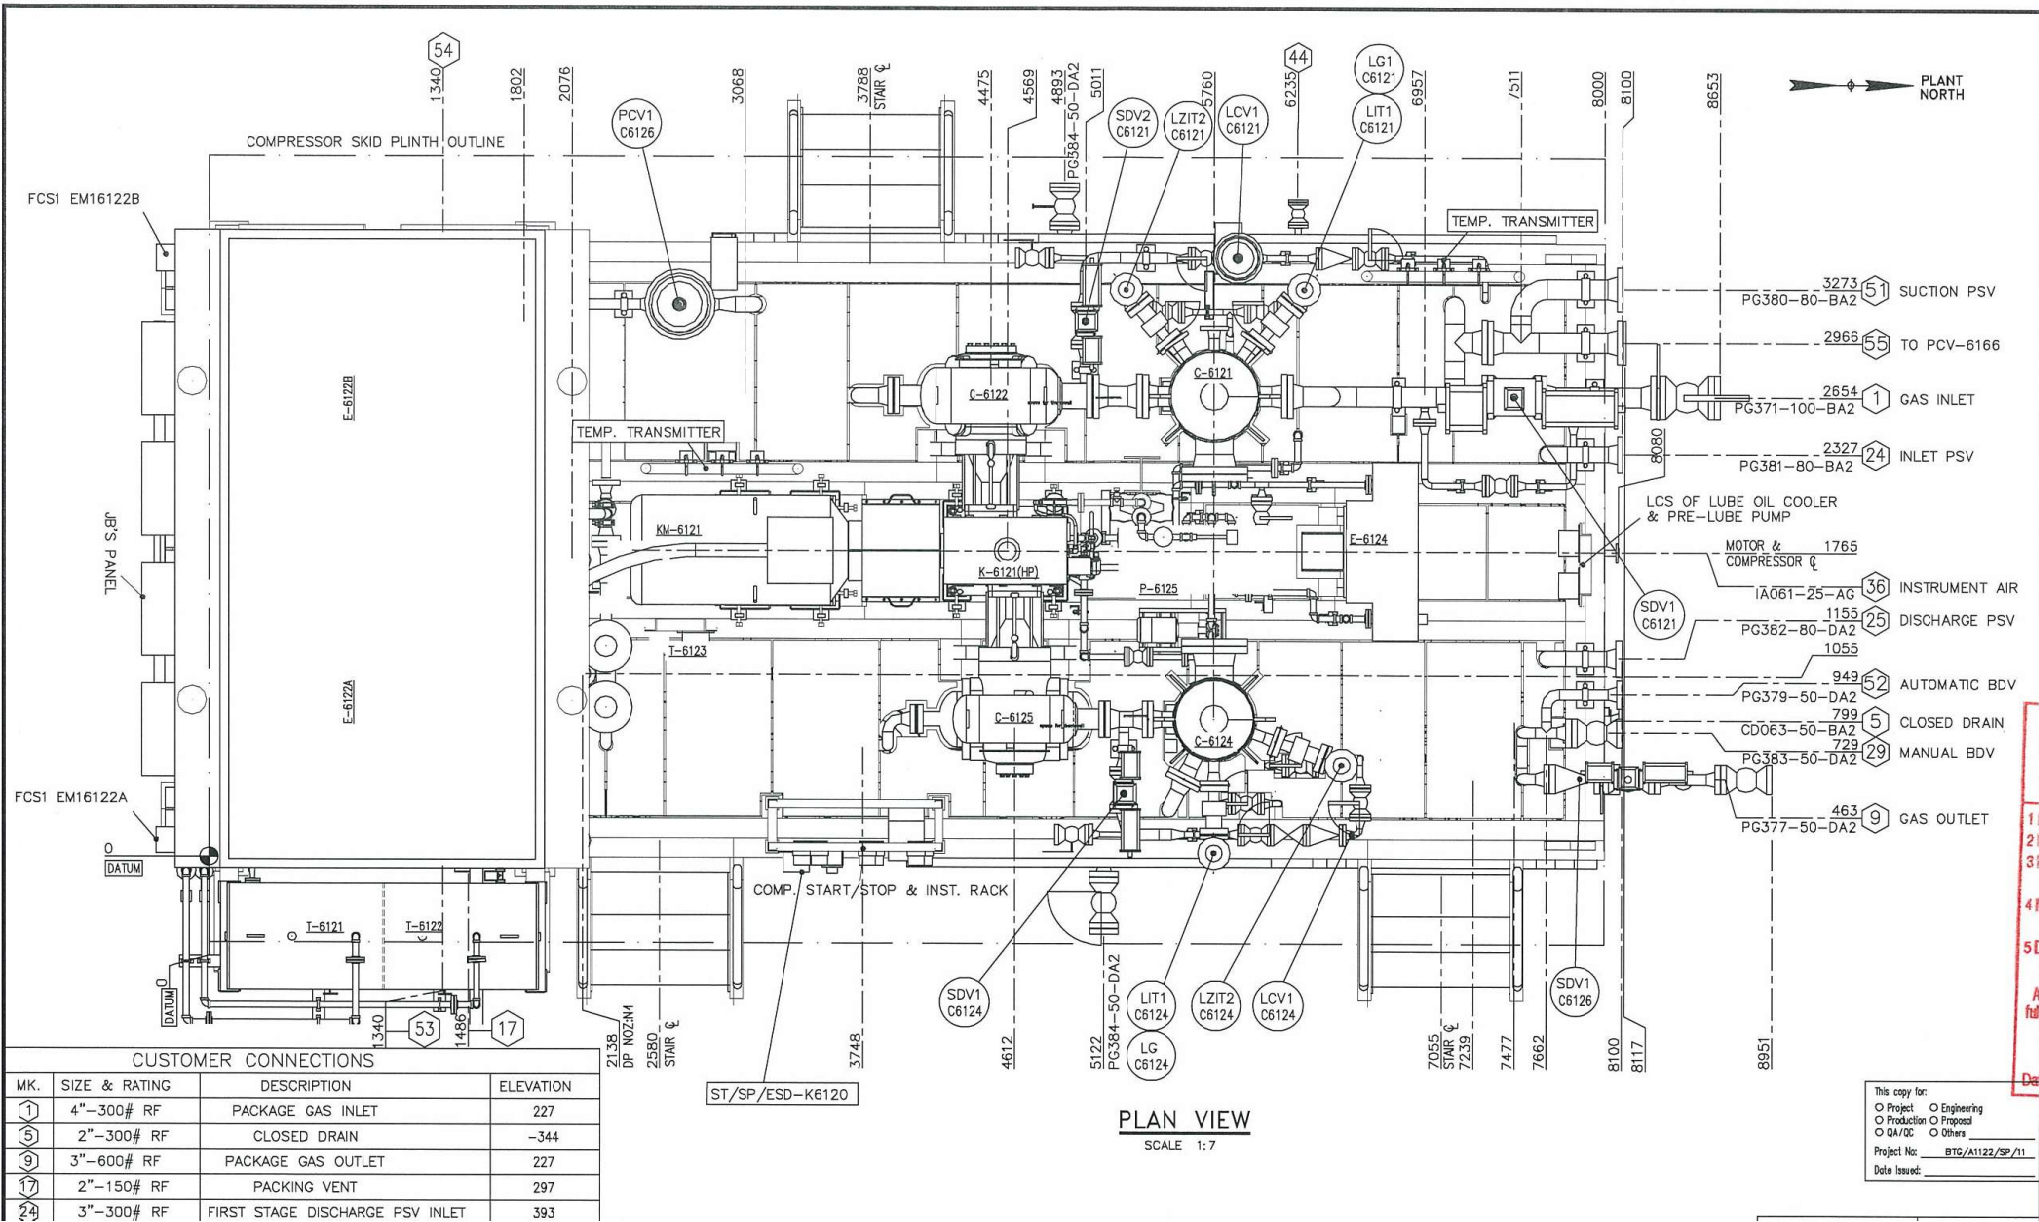 54
1340
1802
2076
3068
3788
STAIR ℄
4475
4569
4893
PG384-50-DA2
5011
5760
44
6235
6957
7511
8000
8100
8653
PLANT
NORTH
PCV1
C6126
SDV2
C6121
LZIT2
C6121
LCV1
C6121
LG1
C6121
LIT1
C6121
COMPRESSOR SKID PLINTH OUTLINE
FCS1 EM16122B
TEMP. TRANSMITTER
3273
PG380-80-BA2
51
SUCTION PSV
2966
55
TO PCV-6166
2654
PG371-100-BA2
1
GAS INLET
2327
PG381-80-BA2
24
INLET PSV
8080
LCS OF LUBE OIL COOLER
& PRE-LUBE PUMP
MOTOR &
COMPRESSOR ℄
1765
IA061-25-AG
36
INSTRUMENT AIR
SDV1
C6121
1155
PG382-80-DA2
25
DISCHARGE PSV
1055
949
PG379-50-DA2
52
AUTOMATIC BDV
799
CD063-50-BA2
5
CLOSED DRAIN
729
PG383-50-DA2
29
MANUAL BDV
463
PG377-50-DA2
9
GAS OUTLET
E-6122B
E-6122A
C-6122
C-6121
TEMP. TRANSMITTER
KM-6121
K-6121(HP)
E-6124
P-6125
T-6123
C-6125
C-6124
JB'S PANEL
FCS1 EM16122A
0
DATUM
T-6121
T-6122
0
DATUM
COMP. START/STOP & INST. RACK
1340
53
1486
17
2138
DP NOZ:N4
2580
STAIR ℄
3748
4612
5122
PG384-50-DA2
7055
STAIR ℄
7239
7477
7662
8100
8117
8951
SDV1
C6124
LIT1
C6124
LG
C6124
LZIT2
C6124
LCV1
C6124
SDV1
C6126
ST/SP/ESD-K6120
PLAN VIEW
SCALE 1:7
CUSTOMER CONNECTIONS
MK. SIZE & RATING DESCRIPTION ELEVATION
1 4"-300# RF PACKAGE GAS INLET 227
5 2"-300# RF CLOSED DRAIN -344
9 3"-600# RF PACKAGE GAS OUTLET 227
17 2"-150# RF PACKING VENT 297
24 3"-300# RF FIRST STAGE DISCHARGE PSV INLET 393
This copy for:
Project Engineering
Production Proposal
QA/QC Others
Project No: BTG/A1122/SP/11
Date Issued:
1
2
3
4
5